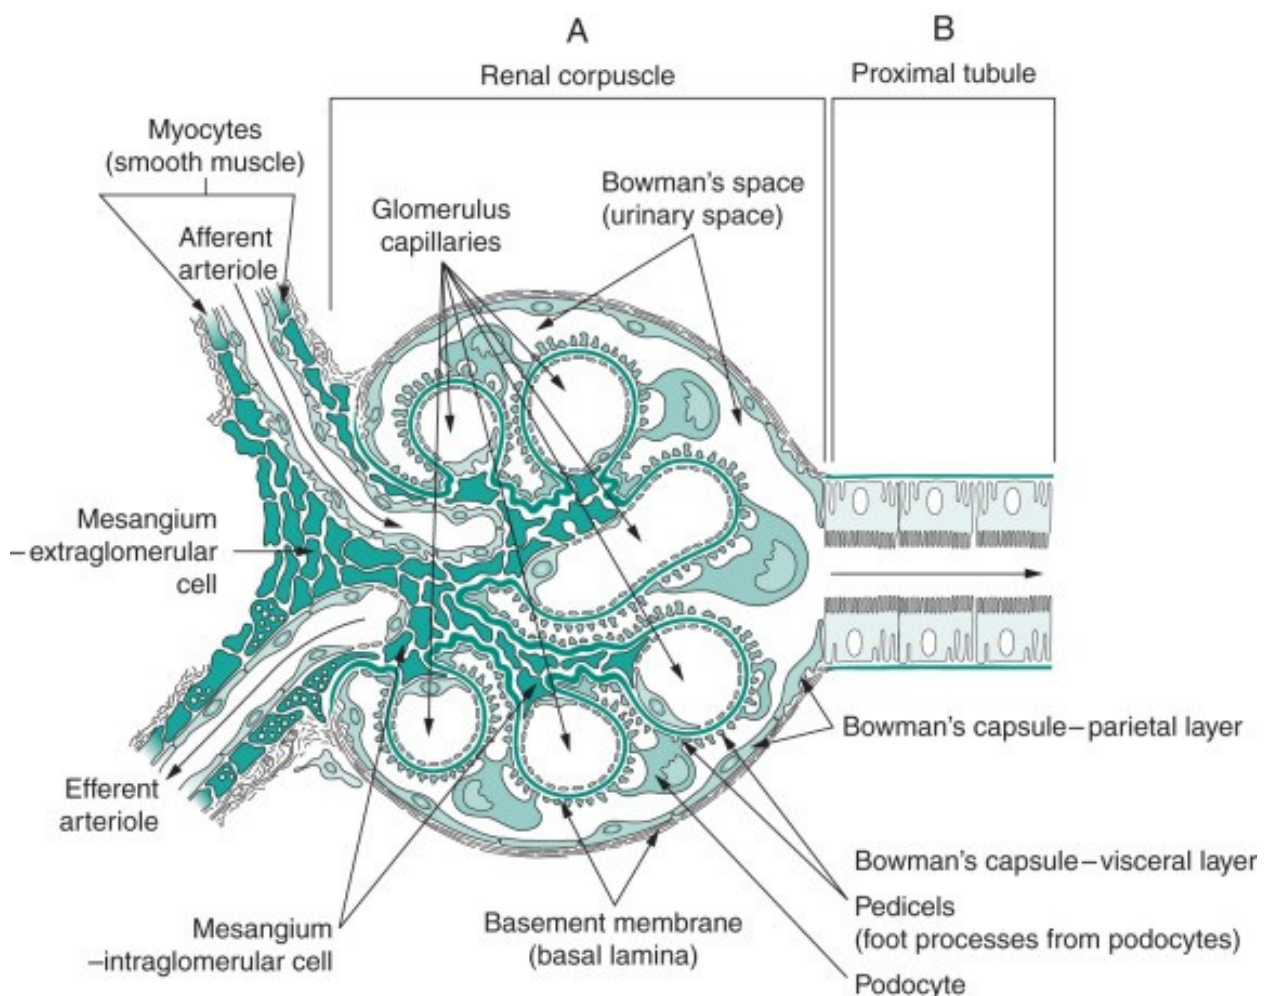 A
B
Renal corpuscle
Proximal tubule
Myocytes
(smooth muscle)
Afferent
arteriole
Glomerulus
capillaries
Bowman's space
(urinary space)
Mesangium
–extraglomerular
cell
Efferent
arteriole
Mesangium
–intraglomerular cell
Basement membrane
(basal lamina)
Bowman's capsule–parietal layer
Bowman's capsule–visceral layer
Pedicels
(foot processes from podocytes)
Podocyte